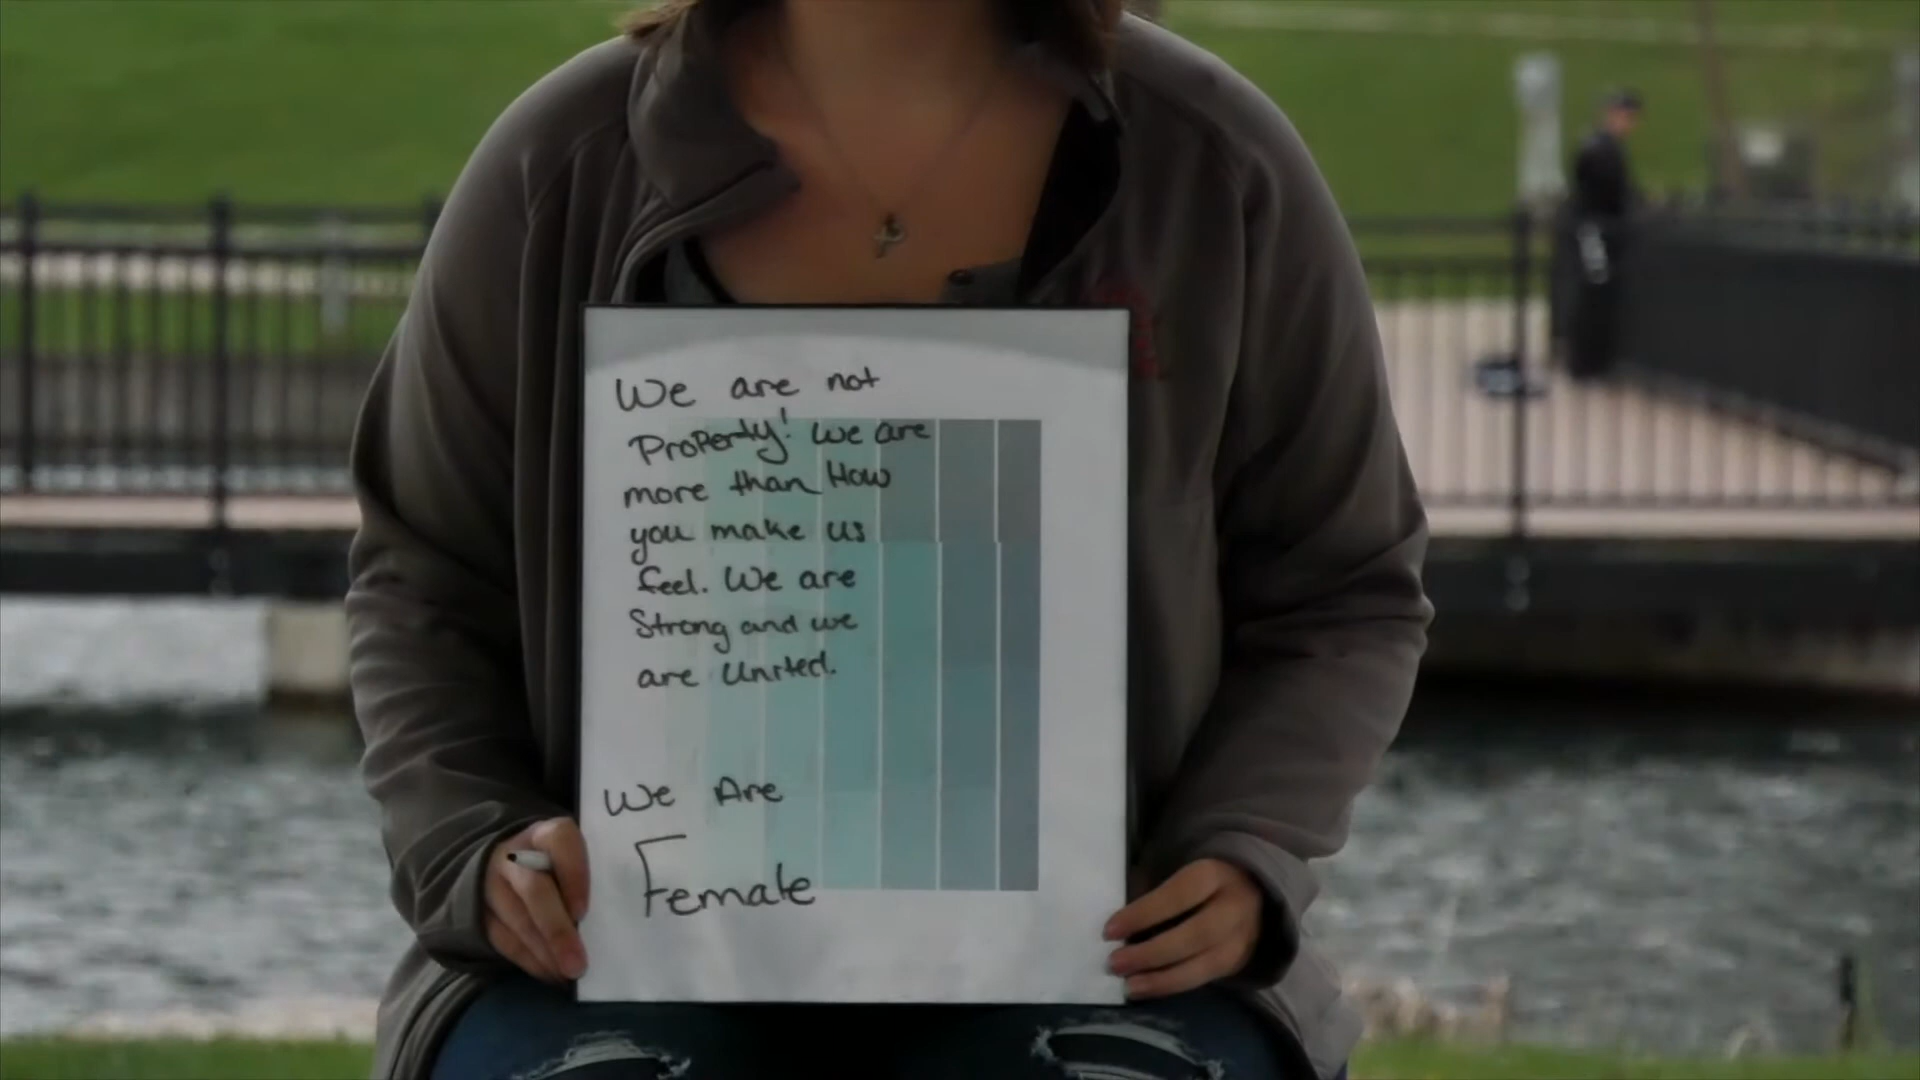 We are not
Property! We are
more than How
you make us
feel. We are
Strong and we
are United.
We Are
Female